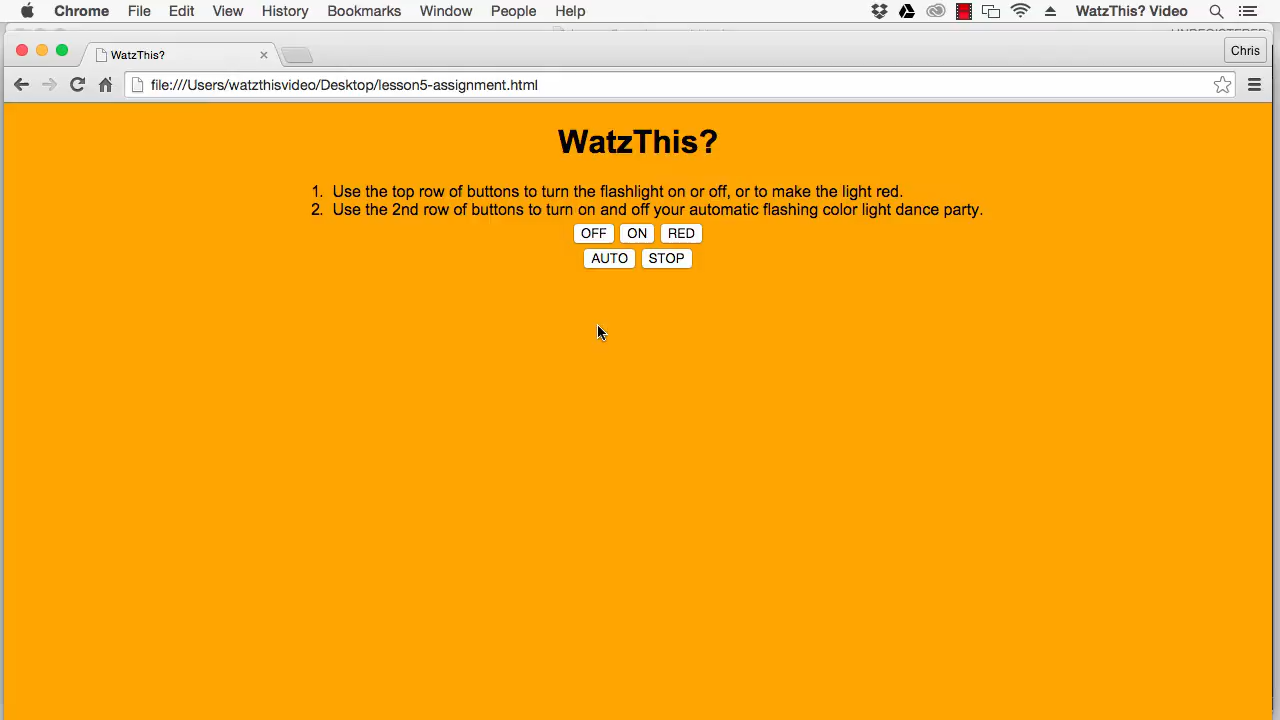 Chrome File Edit View History Bookmarks Window People Help WatzThis? Video
WatzThis? Chris
file:///Users/watzthisvideo/Desktop/lesson5-assignment.html
WatzThis?
1. Use the top row of buttons to turn the flashlight on or off, or to make the light red.
2. Use the 2nd row of buttons to turn on and off your automatic flashing color light dance party.
OFF ON RED
AUTO STOP